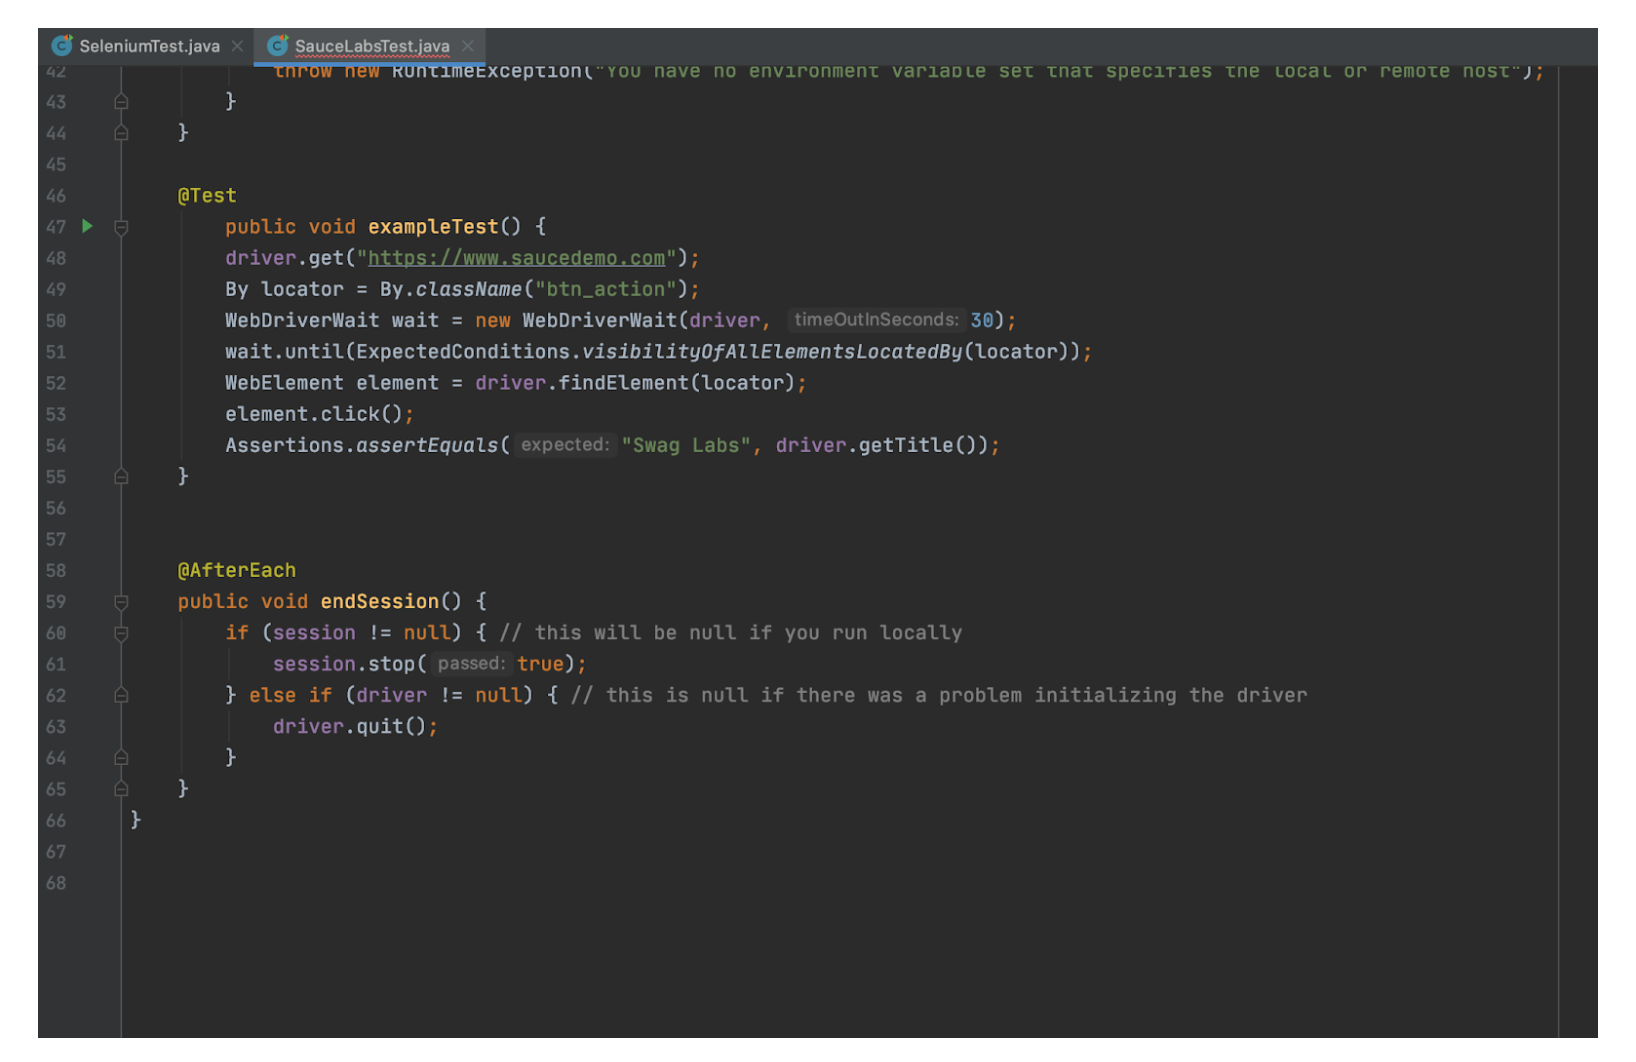 SeleniumTest.java SauceLabsTest.java
42 throw new RuntimeException("You have no environment variable set that specifies the local or remote host");
43 }
44 }
45
46 @Test
47 public void exampleTest() {
48 driver.get("https://www.saucedemo.com");
49 By locator = By.className("btn_action");
50 WebDriverWait wait = new WebDriverWait(driver, timeOutInSeconds: 30);
51 wait.until(ExpectedConditions.visibilityOfAllElementsLocatedBy(locator));
52 WebElement element = driver.findElement(locator);
53 element.click();
54 Assertions.assertEquals( expected: "Swag Labs", driver.getTitle());
55 }
56
57
58 @AfterEach
59 public void endSession() {
60 if (session != null) { // this will be null if you run locally
61 session.stop( passed: true);
62 } else if (driver != null) { // this is null if there was a problem initializing the driver
63 driver.quit();
64 }
65 }
66 }
67
68